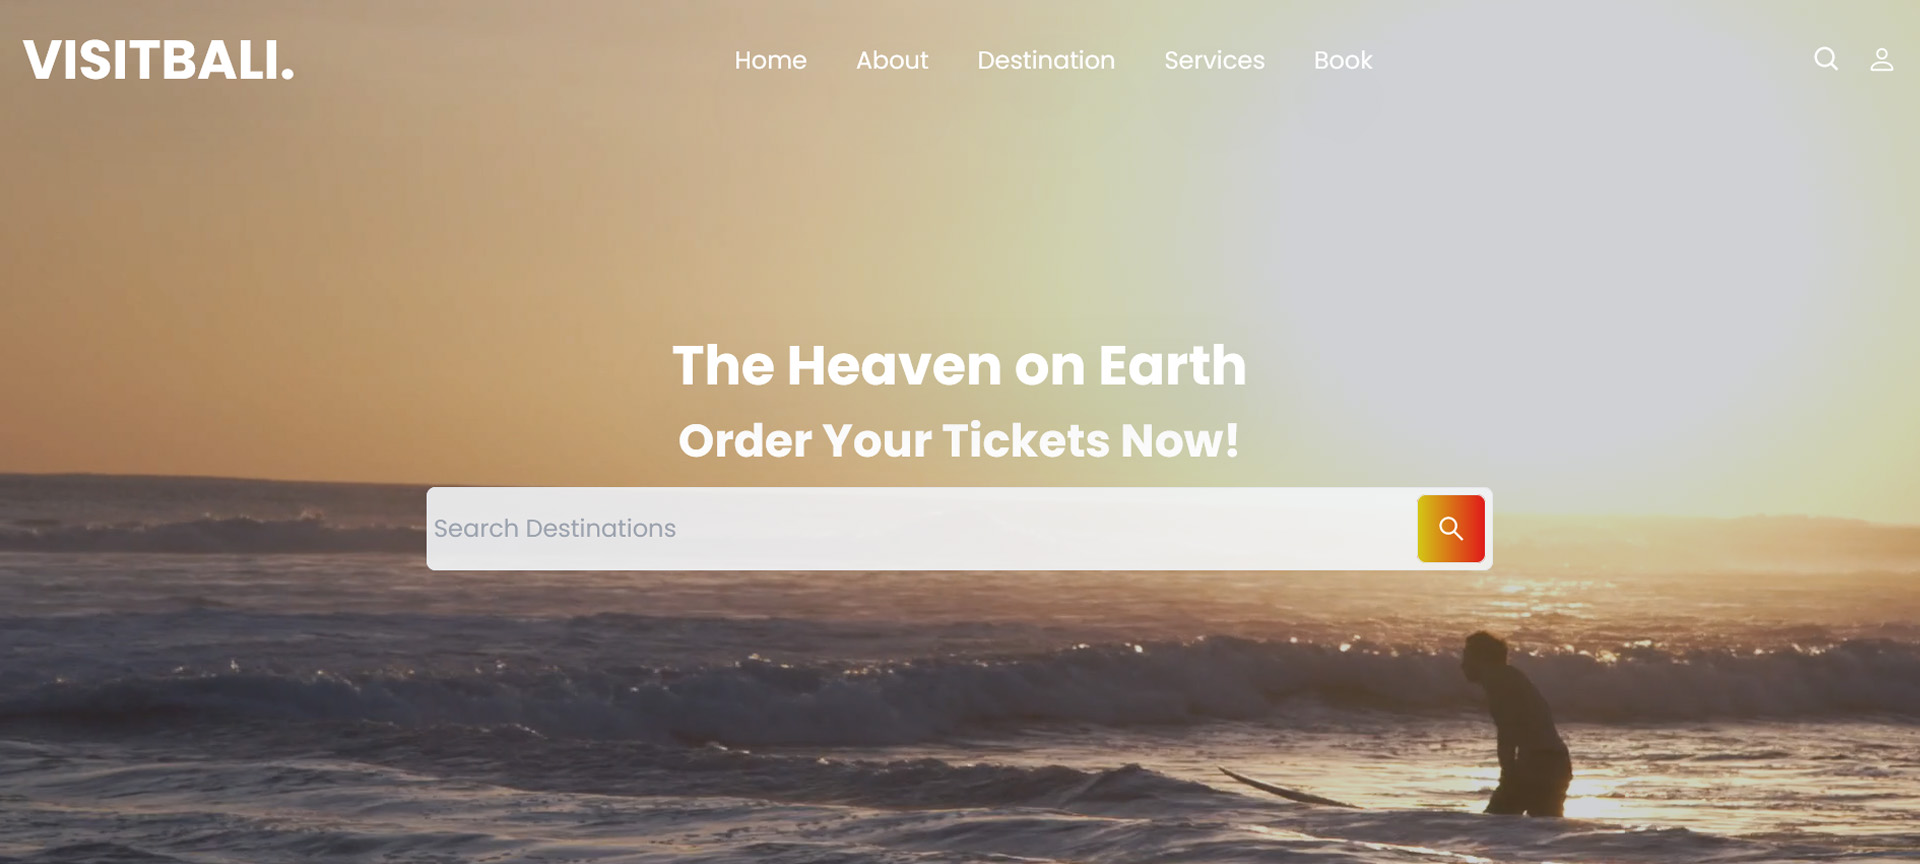 VISITBALI.
Home About Destination Services Book
The Heaven on Earth
Order Your Tickets Now!
Search Destinations